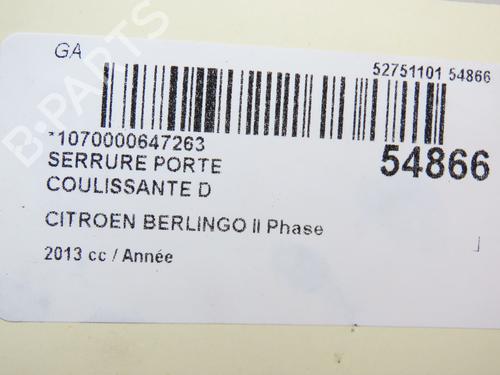 GA
52751101 54866
*1070000647263
54866
SERRURE PORTE
COULISSANTE D
CITROEN BERLINGO II Phase
2013 cc / Année
B-PARTS